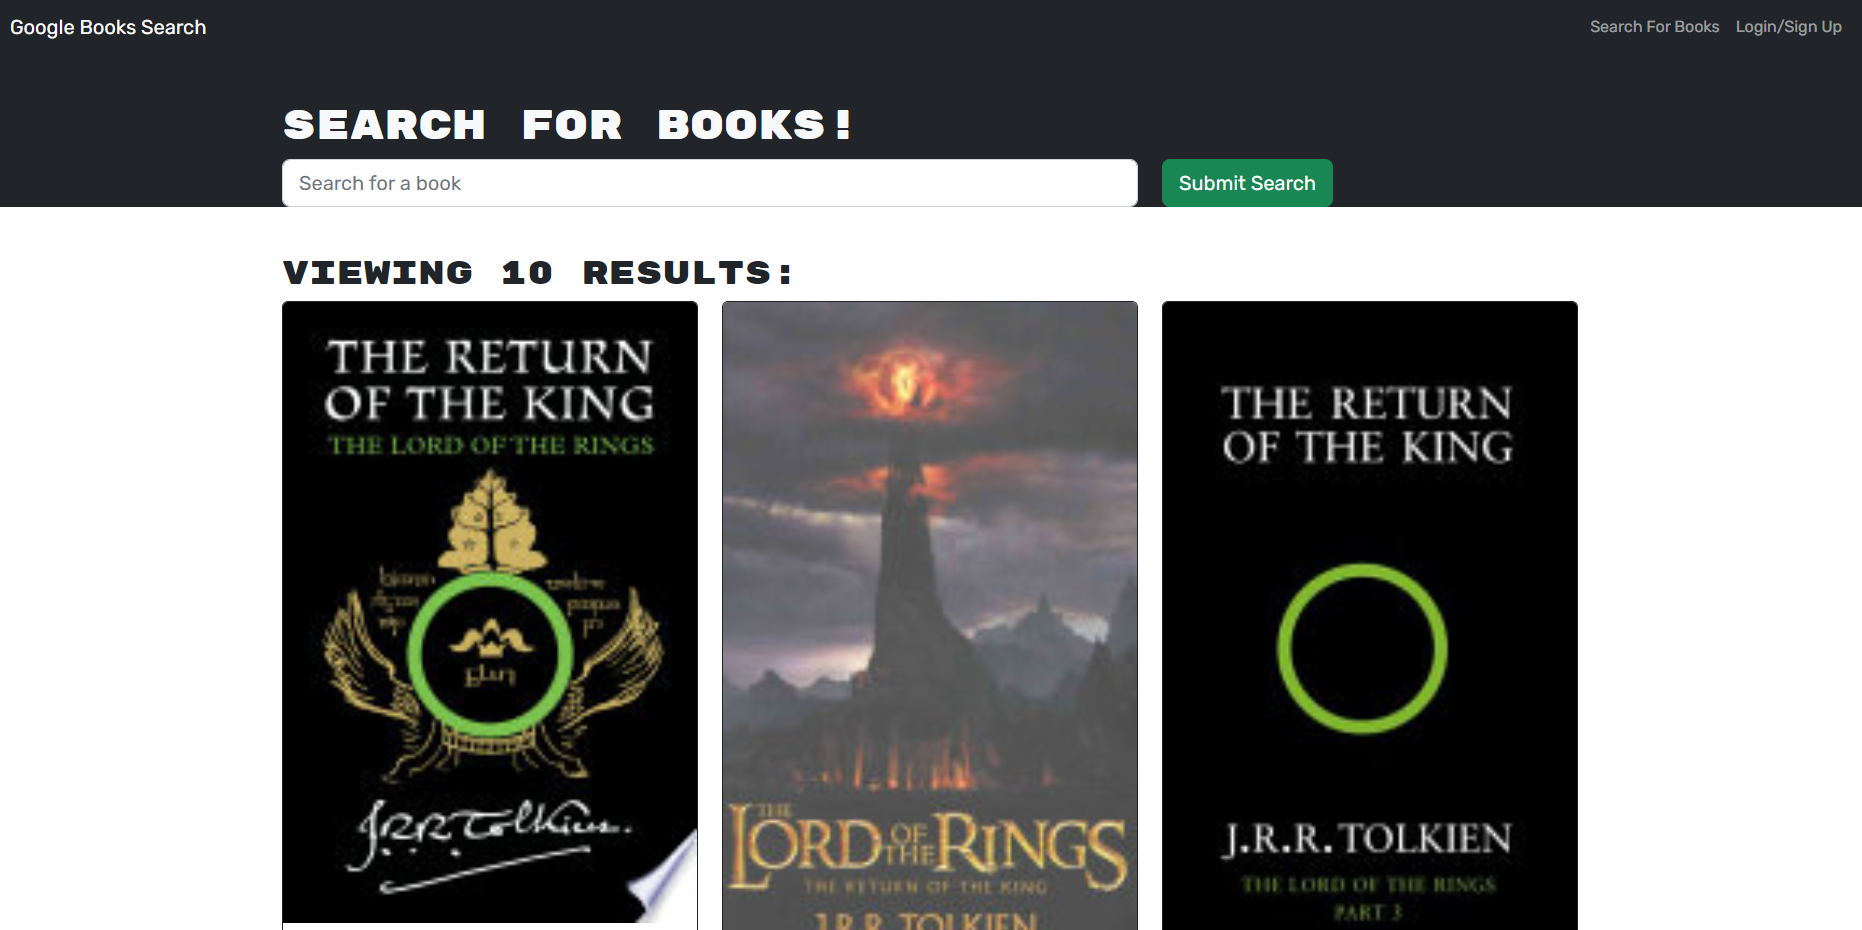 Google Books Search
Search For Books
Login/Sign Up
SEARCH FOR BOOKS!
Search for a book
Submit Search
VIEWING 10 RESULTS:
THE RETURN
OF THE KING
THE LORD OF THE RINGS
J.R.R. Tolkien
THE
LORD OF THE RINGS
THE RETURN OF THE KING
J.R.R. TOLKIEN
THE RETURN
OF THE KING
J.R.R. TOLKIEN
THE LORD OF THE RINGS
PART 3